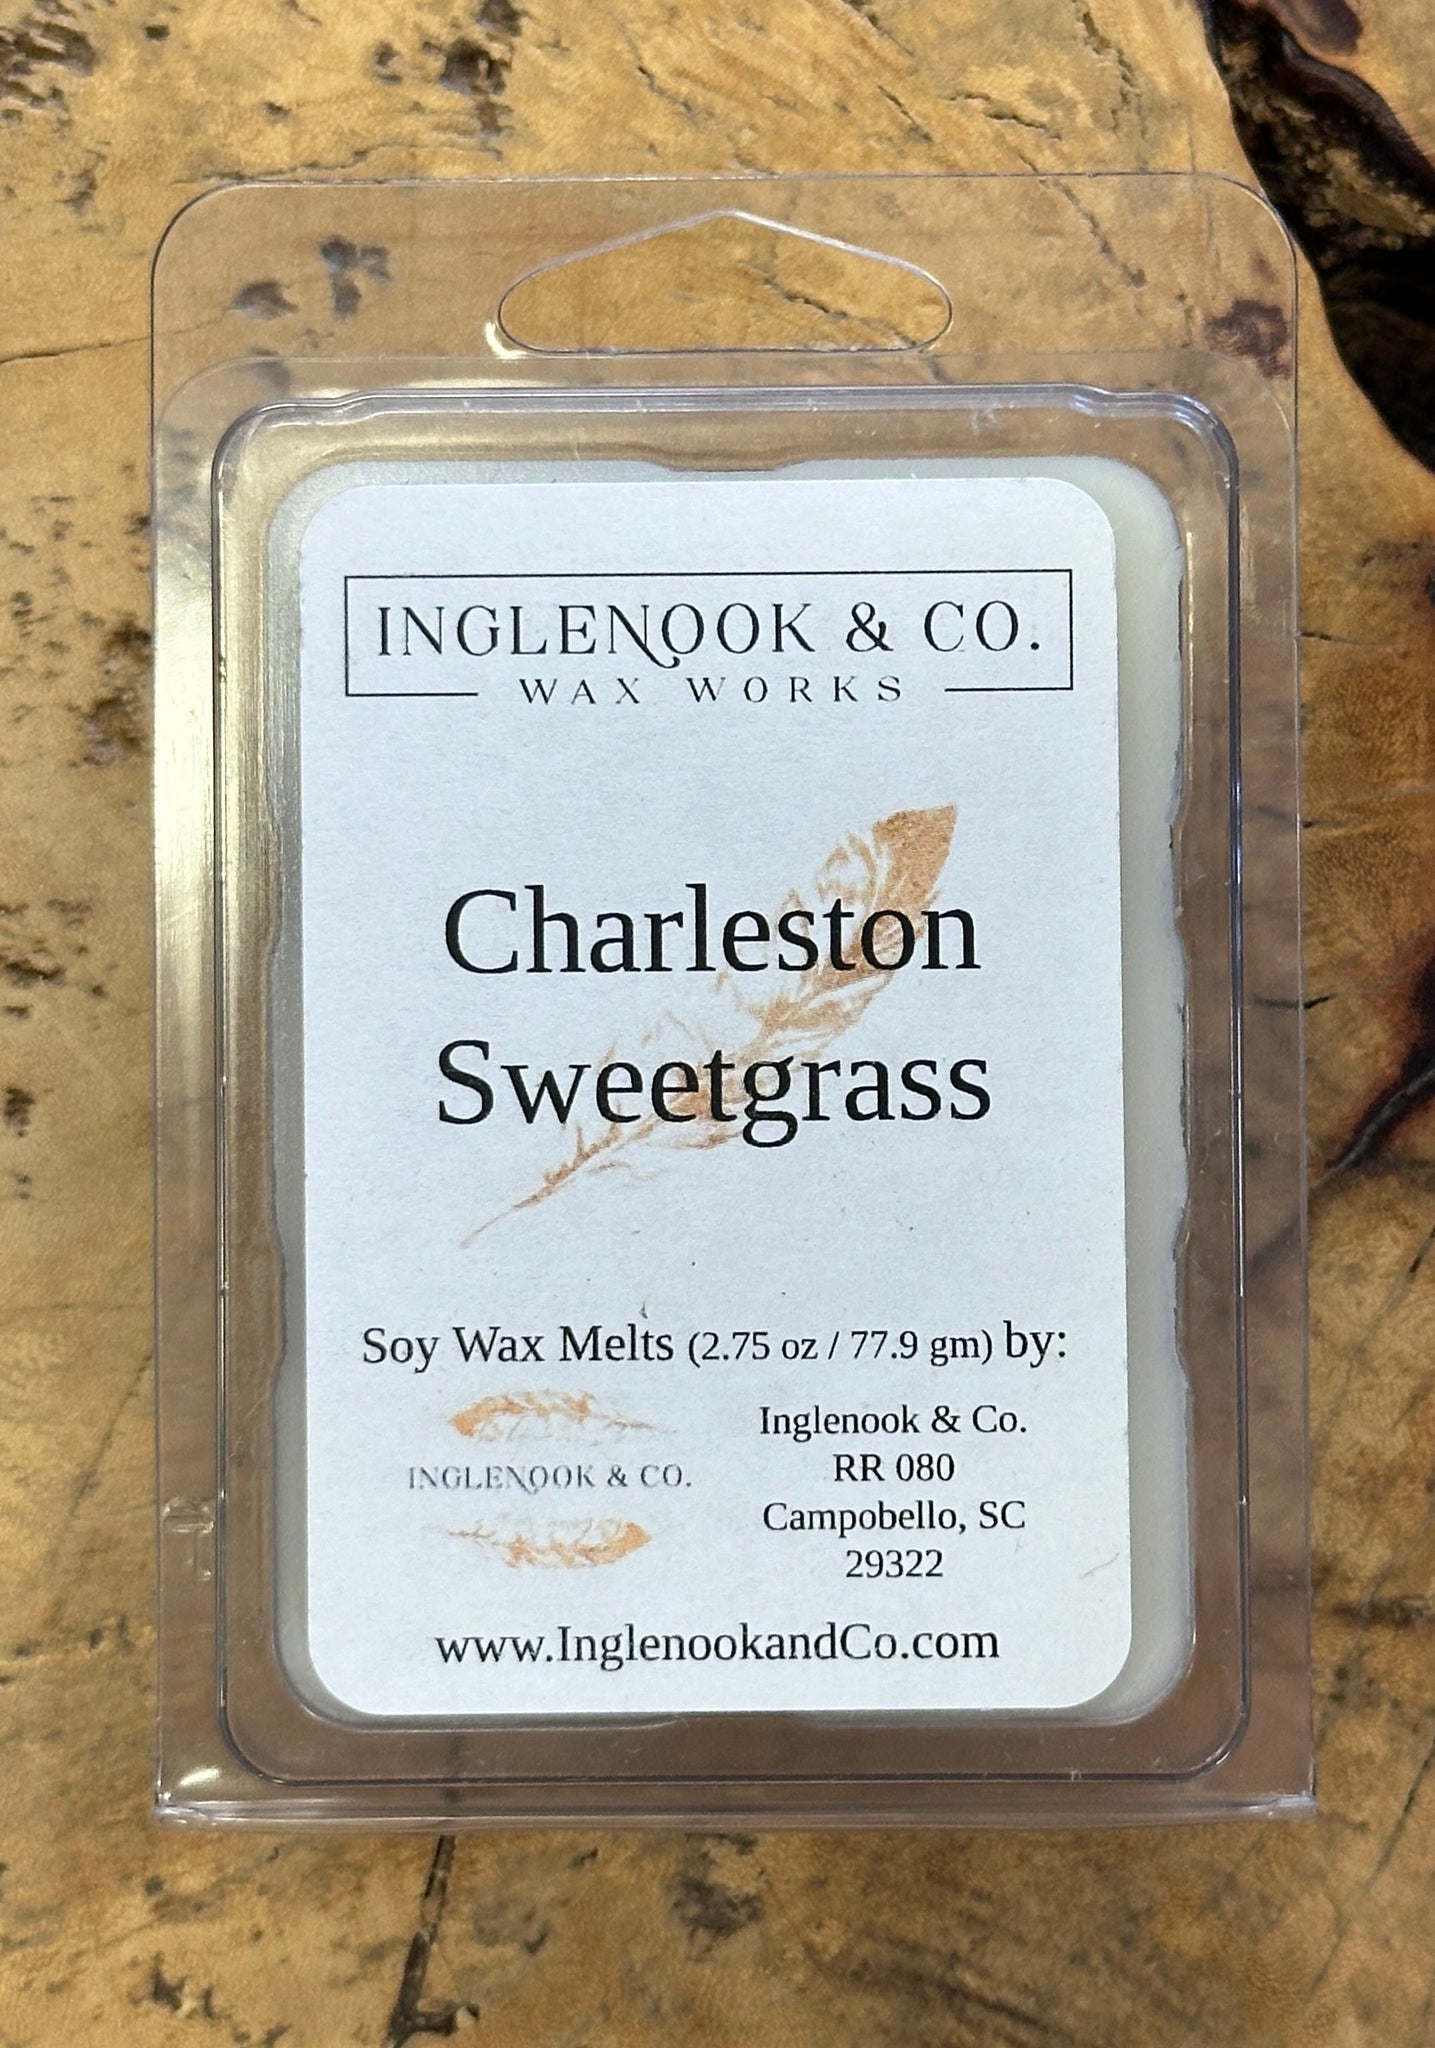 INGLENOOK & CO.
WAX WORKS
Charleston
Sweetgrass
Soy Wax Melts (2.75 oz / 77.9 gm) by:
INGLENOOK & CO.
Inglenook & Co.
RR 080
Campobello, SC
29322
www.InglenookandCo.com